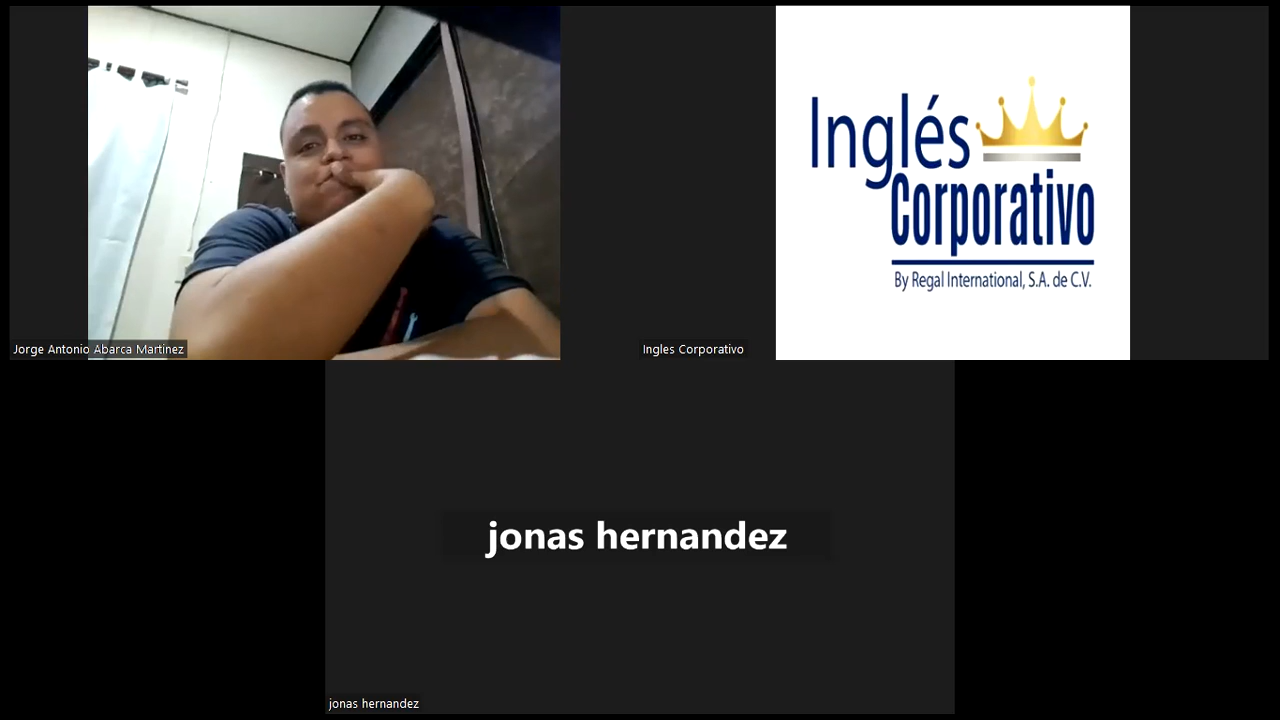 Inglés
Corporativo
By Regal International, S.A. de C.V.
Jorge Antonio Abarca Martinez
Ingles Corporativo
jonas hernandez
jonas hernandez